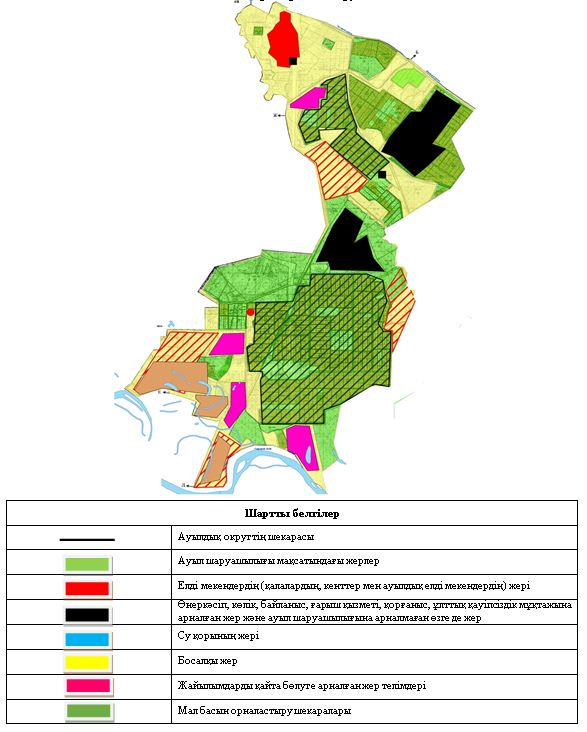 Шартты белгілер
Ауылдық округтің шекарасы
Ауыл шаруашылығы мақсатындағы жерлер
Елді мекендердің (қалалардың, кенттер мен ауылдық елді мекендердің) жері
Өнеркәсіп, көлік, байланыс, ғарыш қызметі, қорғаныс, ұлттық қауіпсіздік мұқтажына
арналған жер және ауыл шаруашылығына арналмаған өзге де жер
Су қорының жері
Босалқы жер
Жайылымдарды қайта бөлуге арналған жер телімдері
Мал басын орналастыру шекаралары